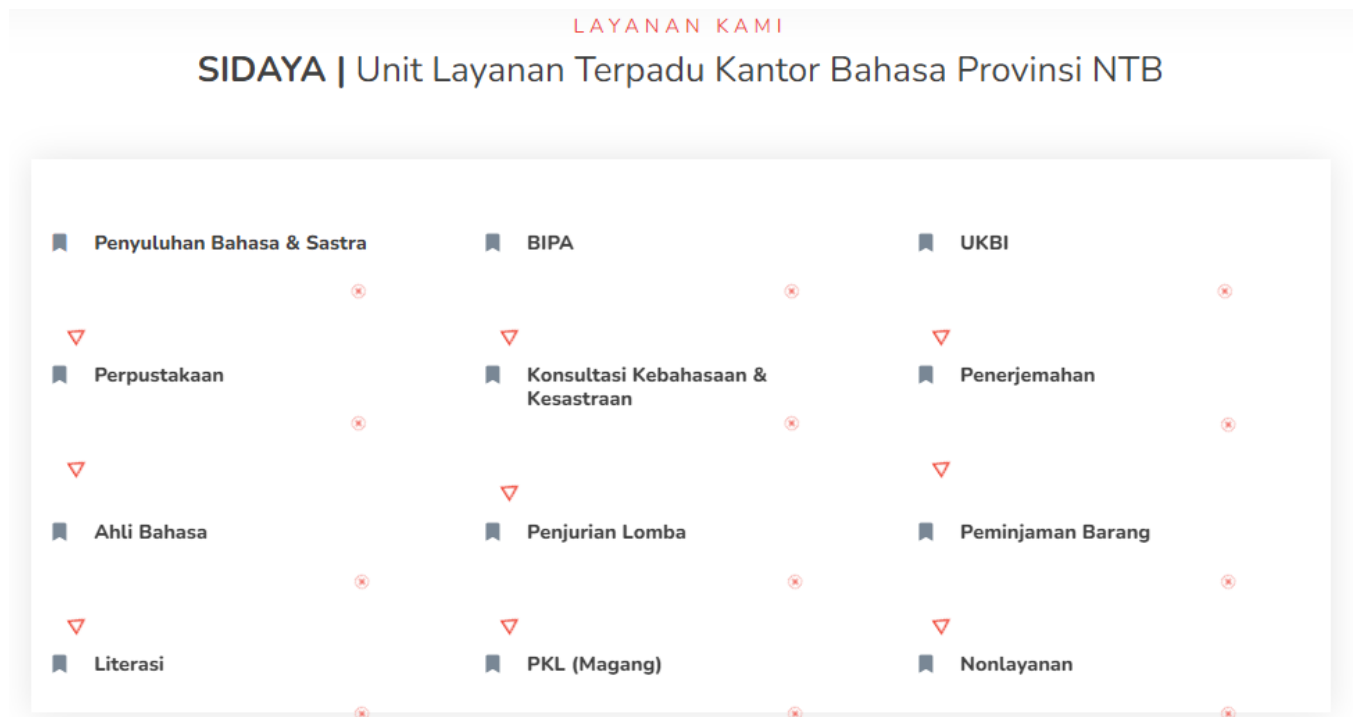 LAYANAN KAMI
SIDAYA | Unit Layanan Terpadu Kantor Bahasa Provinsi NTB
Penyuluhan Bahasa & Sastra
BIPA
UKBI
Perpustakaan
Konsultasi Kebahasaan &
Kesastraan
Penerjemahan
Ahli Bahasa
Penjurian Lomba
Peminjaman Barang
Literasi
PKL (Magang)
Nonlayanan